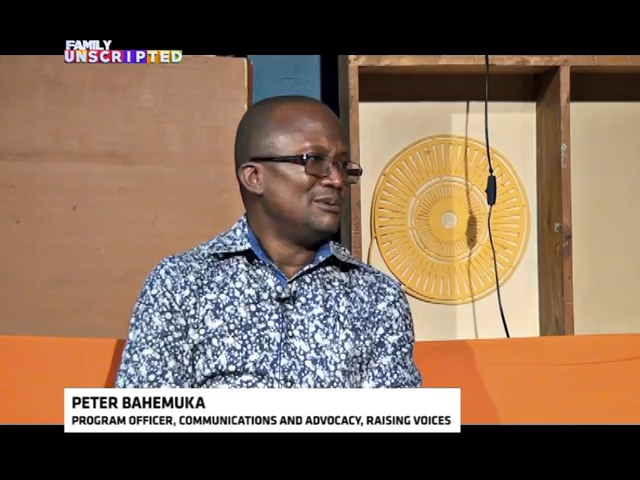 FAMILY
UNSCRIPTED
PETER BAHEMUKA
PROGRAM OFFICER, COMMUNICATIONS AND ADVOCACY, RAISING VOICES